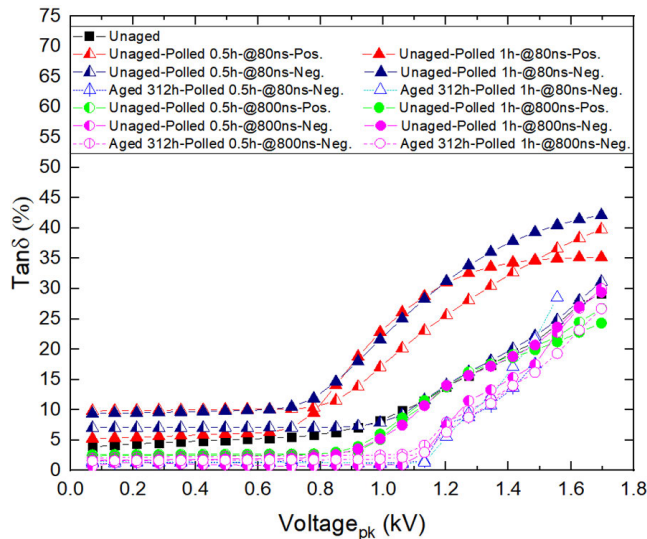 75
70
65
60
55
50
45
40
35
30
25
20
15
10
5
0
Tanδ (%)
Unaged
Unaged-Polled 0.5h-@80ns-Pos. Unaged-Polled 1h-@80ns-Pos.
Unaged-Polled 0.5h-@80ns-Neg. Unaged-Polled 1h-@80ns-Neg.
Aged 312h-Polled 0.5h-@80ns-Neg. Aged 312h-Polled 1h-@80ns-Neg.
Unaged-Polled 0.5h-@800ns-Pos. Unaged-Polled 1h-@800ns-Pos.
Unaged-Polled 0.5h-@800ns-Neg. Unaged-Polled 1h-@800ns-Neg.
Aged 312h-Polled 0.5h-@800ns-Neg. Aged 312h-Polled 1h-@800ns-Neg.
0.0 0.2 0.4 0.6 0.8 1.0 1.2 1.4 1.6 1.8
Voltage pk (kV)